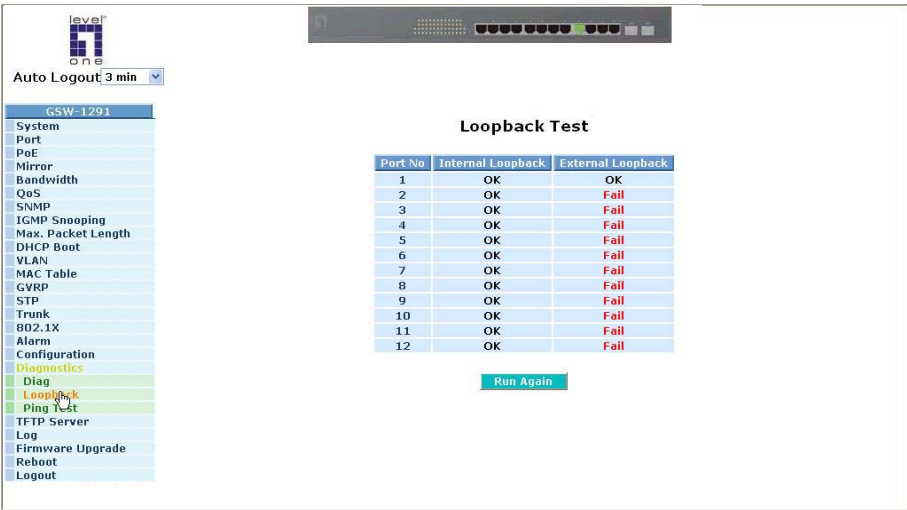 level
one
Auto Logout 3 min
GSW-1291
System
Port
PoE
Mirror
Bandwidth
QoS
SNMP
IGMP Snooping
Max. Packet Length
DHCP Boot
VLAN
MAC Table
GVRP
STP
Trunk
802.1X
Alarm
Configuration
Diagnostics
Diag
Loopback
Ping Test
TFTP Server
Log
Firmware Upgrade
Reboot
Logout
Loopback Test
Port No Internal Loopback External Loopback
1 OK OK
2 OK Fail
3 OK Fail
4 OK Fail
5 OK Fail
6 OK Fail
7 OK Fail
8 OK Fail
9 OK Fail
10 OK Fail
11 OK Fail
12 OK Fail
Run Again